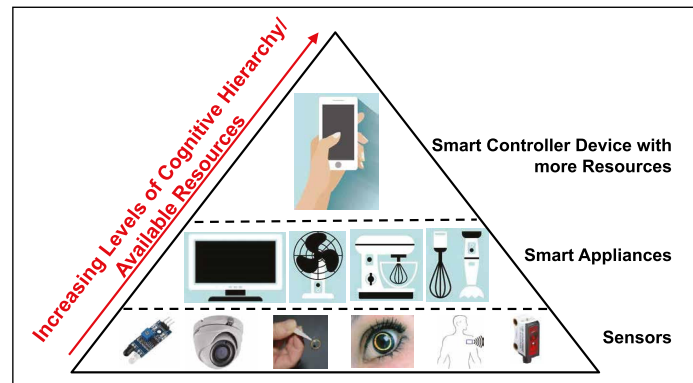 Increasing Levels of Cognitive Hierarchy/
Available Resources
Smart Controller Device with
more Resources
Smart Appliances
Sensors